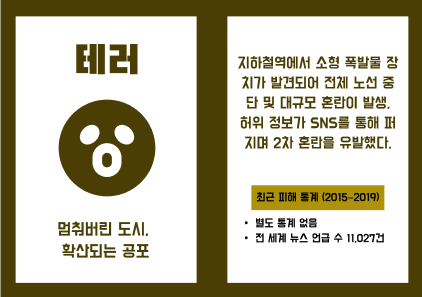 테러
멈춰버린 도시,
확산되는 공포
지하철역에서 소형 폭발물 장
치가 발견되어 전체 노선 중
단 및 대규모 혼란이 발생.
허위 정보가 SNS를 통해 퍼
지며 2차 혼란을 유발했다.
최근 피해 통계 (2015-2019)
• 별도 통계 없음
• 전 세계 뉴스 언급 수 11,027건